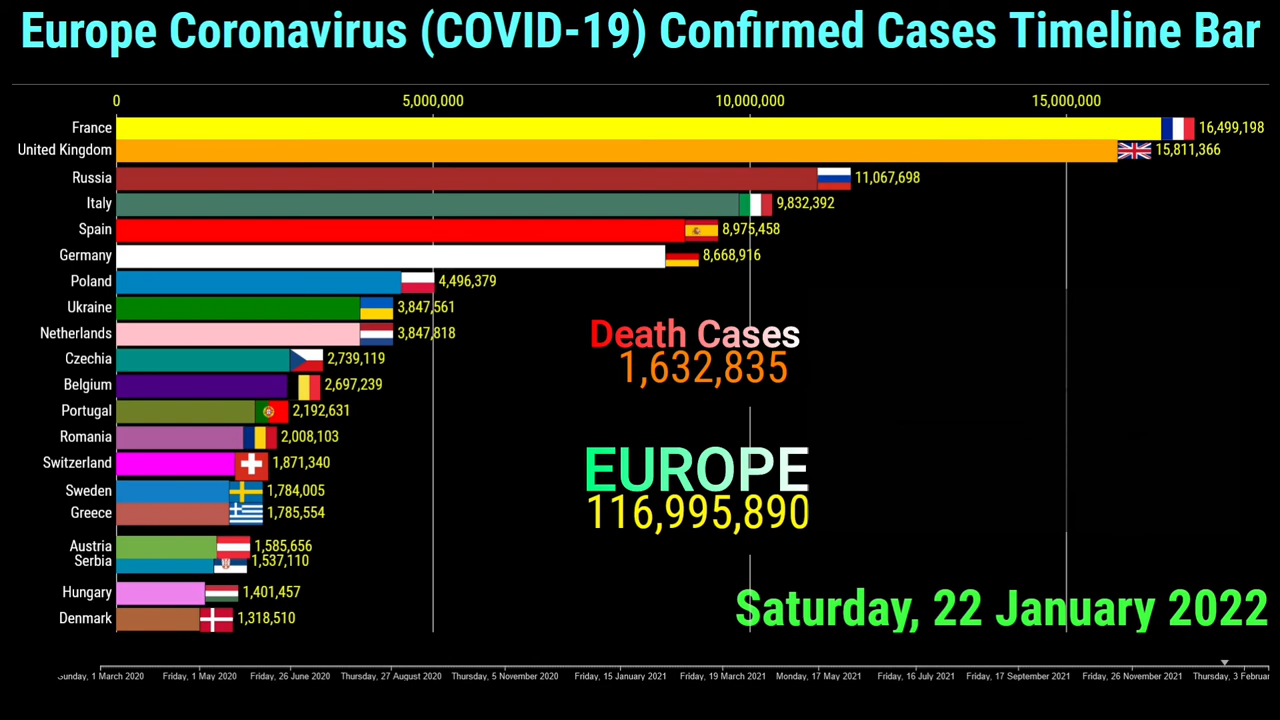 Europe Coronavirus (COVID-19) Confirmed Cases Timeline Bar
0 5,000,000 10,000,000 15,000,000
France 16,499,198
United Kingdom 15,811,366
Russia 11,067,698
Italy 9,832,392
Spain 8,975,458
Germany 8,668,916
Poland 4,496,379
Ukraine 3,847,561
Netherlands 3,847,818
Death Cases
1,632,835
Czechia 2,739,119
Belgium 2,697,239
Portugal 2,192,631
Romania 2,008,103
EUROPE
116,995,890
Switzerland 1,871,340
Sweden 1,784,005
Greece 1,785,554
Austria 1,585,656
Serbia 1,537,110
Hungary 1,401,457
Denmark 1,318,510
Saturday, 22 January 2022
Sunday, 1 March 2020 Friday, 1 May 2020 Friday, 26 June 2020 Thursday, 27 August 2020 Thursday, 5 November 2020 Friday, 15 January 2021 Friday, 19 March 2021 Monday, 17 May 2021 Friday, 16 July 2021 Friday, 17 September 2021 Friday, 26 November 2021 Thursday, 3 Februar